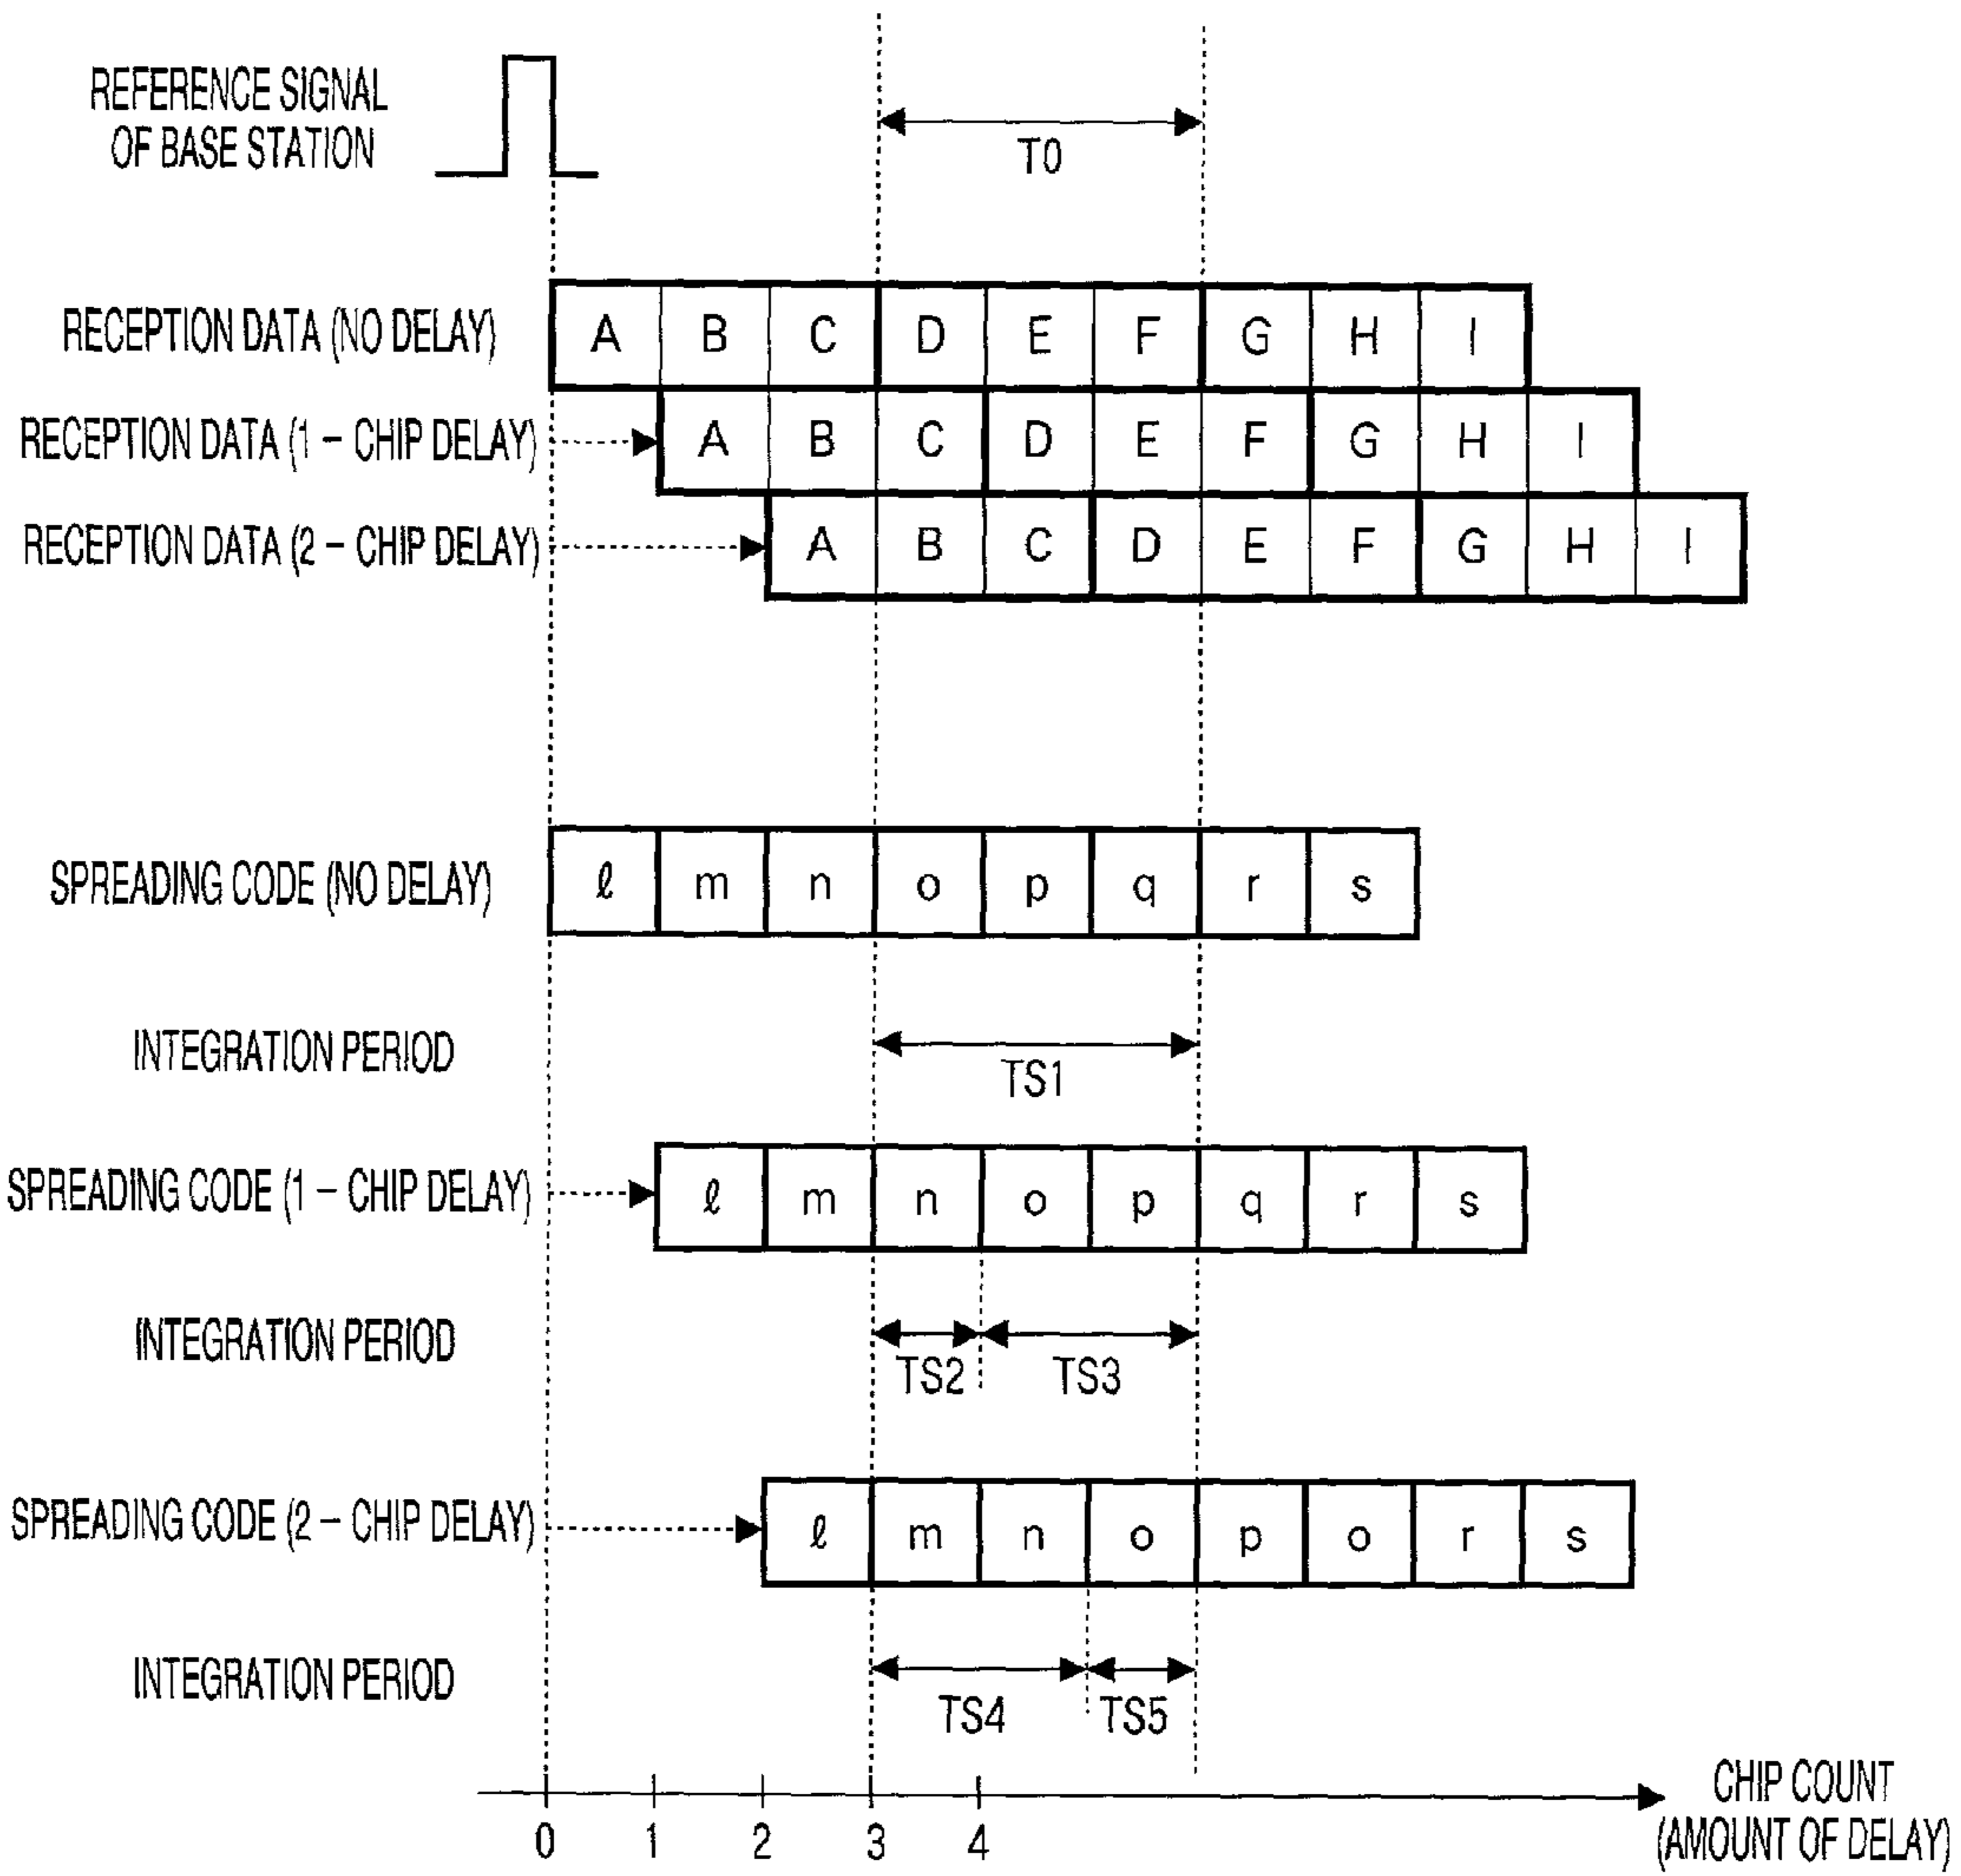 REFERENCE SIGNAL
OF BASE STATION
T0
RECEPTION DATA (NO DELAY)
A B C D E F G H I
RECEPTION DATA (1 – CHIP DELAY)
A B C D E F G H I
RECEPTION DATA (2 – CHIP DELAY)
A B C D E F G H I
SPREADING CODE (NO DELAY)
ℓ m n o p q r s
INTEGRATION PERIOD
TS1
SPREADING CODE (1 – CHIP DELAY)
ℓ m n o p q r s
INTEGRATION PERIOD
TS2 TS3
SPREADING CODE (2 – CHIP DELAY)
ℓ m n o p o r s
INTEGRATION PERIOD
TS4 TS5
0 1 2 3 4
CHIP COUNT
(AMOUNT OF DELAY)